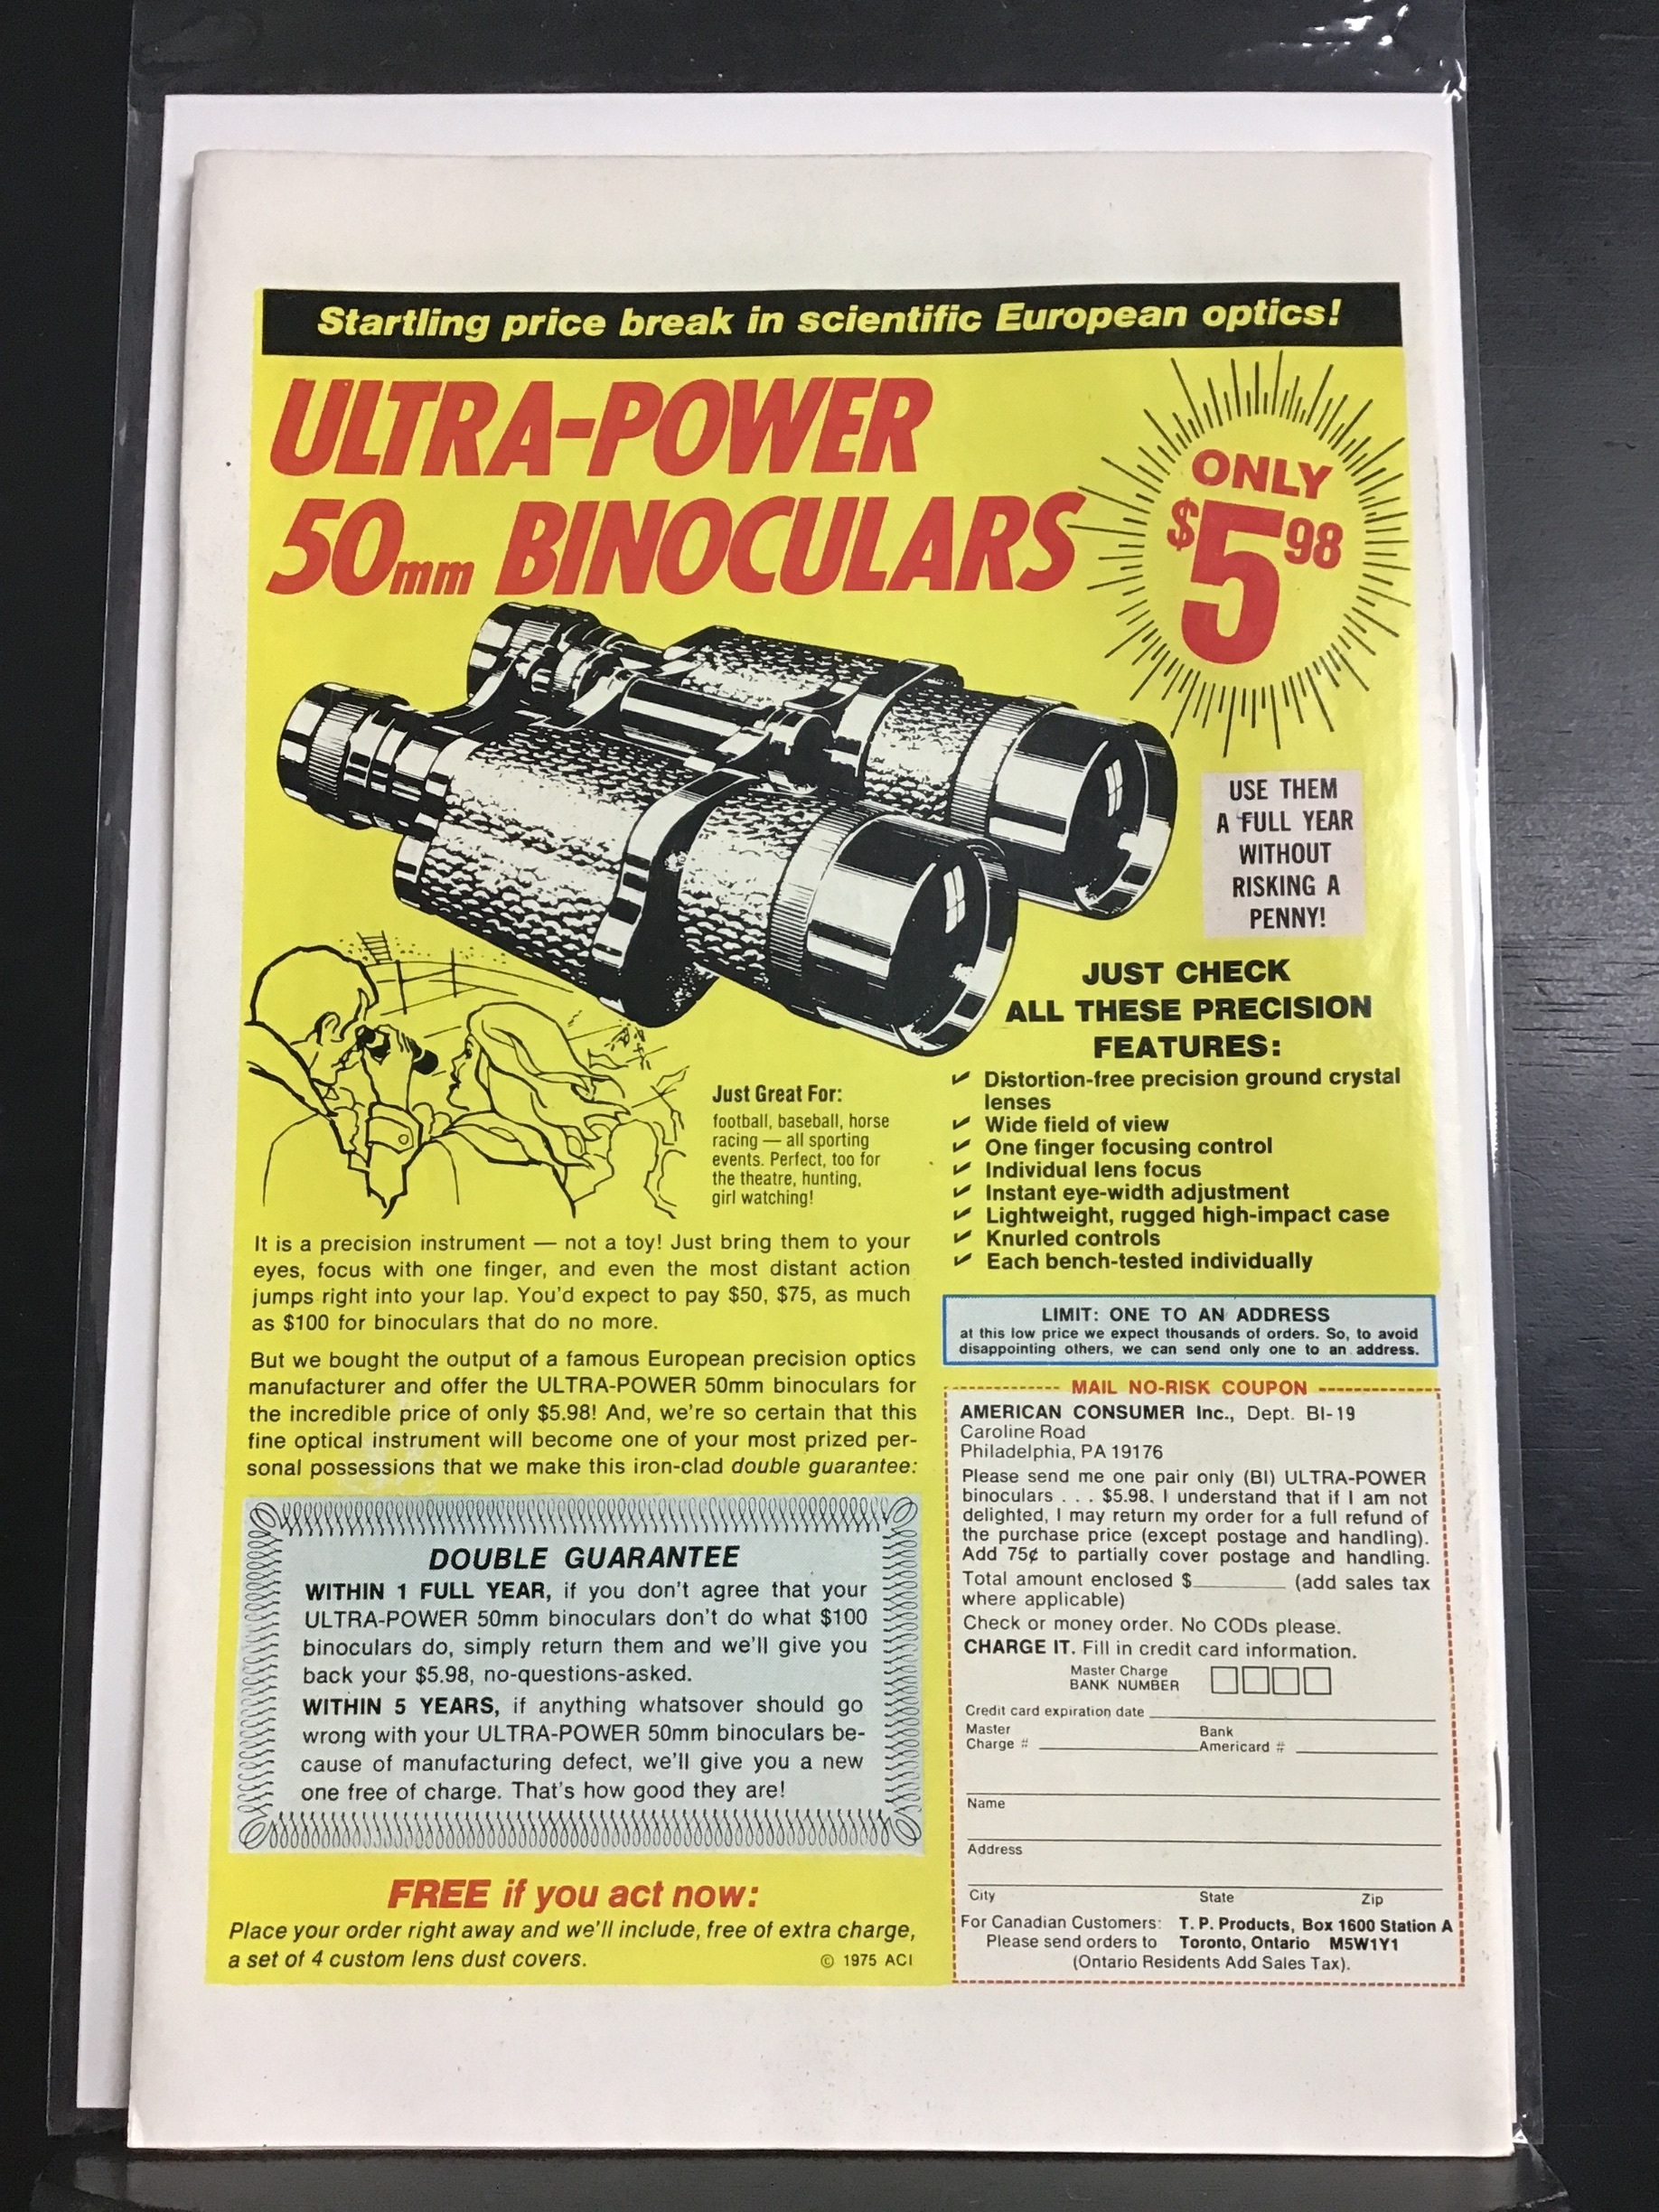 Startling price break in scientific European optics!
ULTRA-POWER
50mm BINOCULARS
ONLY
$5 98
USE THEM
A FULL YEAR
WITHOUT
RISKING A
PENNY!
JUST CHECK
ALL THESE PRECISION
FEATURES:
✔ Distortion-free precision ground crystal
lenses
✔ Wide field of view
✔ One finger focusing control
✔ Individual lens focus
✔ Instant eye-width adjustment
✔ Lightweight, rugged high-impact case
✔ Knurled controls
✔ Each bench-tested individually
Just Great For:
football, baseball, horse
racing — all sporting
events. Perfect, too for
the theatre, hunting,
girl watching!
It is a precision instrument — not a toy! Just bring them to your
eyes, focus with one finger, and even the most distant action
jumps right into your lap. You'd expect to pay $50, $75, as much
as $100 for binoculars that do no more.
But we bought the output of a famous European precision optics
manufacturer and offer the ULTRA-POWER 50mm binoculars for
the incredible price of only $5.98! And, we're so certain that this
fine optical instrument will become one of your most prized per-
sonal possessions that we make this iron-clad double guarantee:
DOUBLE GUARANTEE
WITHIN 1 FULL YEAR, if you don't agree that your
ULTRA-POWER 50mm binoculars don't do what $100
binoculars do, simply return them and we'll give you
back your $5.98, no-questions-asked.
WITHIN 5 YEARS, if anything whatsover should go
wrong with your ULTRA-POWER 50mm binoculars be-
cause of manufacturing defect, we'll give you a new
one free of charge. That's how good they are!
FREE if you act now:
Place your order right away and we'll include, free of extra charge,
a set of 4 custom lens dust covers.
© 1975 ACI
LIMIT: ONE TO AN ADDRESS
at this low price we expect thousands of orders. So, to avoid
disappointing others, we can send only one to an address.
MAIL NO-RISK COUPON
AMERICAN CONSUMER Inc., Dept. BI-19
Caroline Road
Philadelphia, PA 19176
Please send me one pair only (BI) ULTRA-POWER
binoculars . . . $5.98. I understand that if I am not
delighted, I may return my order for a full refund of
the purchase price (except postage and handling).
Add 75¢ to partially cover postage and handling.
Total amount enclosed $________ (add sales tax
where applicable)
Check or money order. No CODs please.
CHARGE IT. Fill in credit card information.
Master Charge
BANK NUMBER
Credit card expiration date
Master
Charge #
Bank
Americard #
Name
Address
City State Zip
For Canadian Customers: T. P. Products, Box 1600 Station A
Please send orders to Toronto, Ontario M5W1Y1
(Ontario Residents Add Sales Tax).